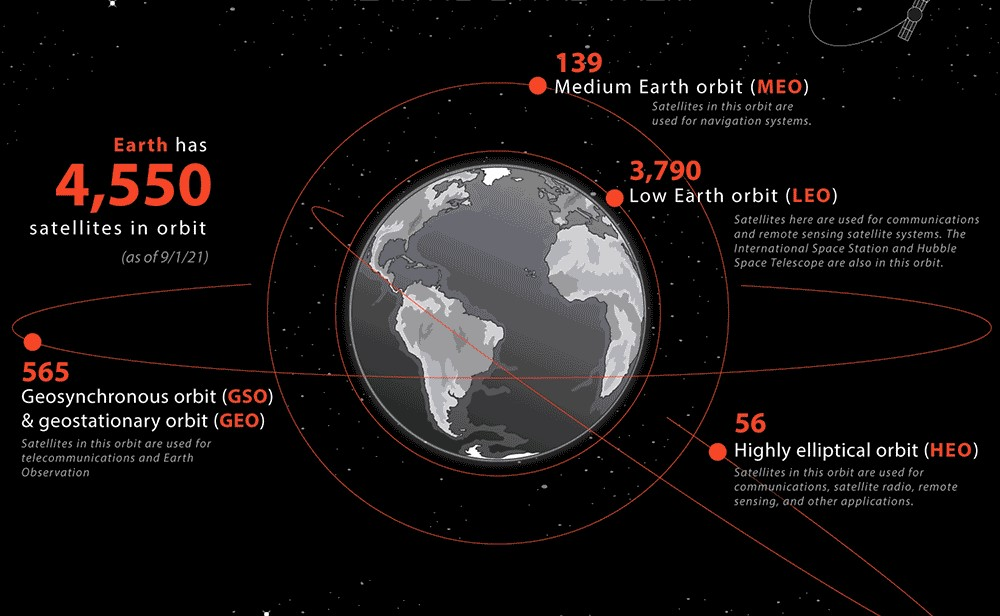 139
Medium Earth orbit (MEO)
Satellites in this orbit are
used for navigation systems.
Earth has
4,550
satellites in orbit
(as of 9/1/21)
3,790
Low Earth orbit (LEO)
Satellites here are used for communications
and remote sensing satellite systems. The
International Space Station and Hubble
Space Telescope are also in this orbit.
565
Geosynchronous orbit (GSO)
& geostationary orbit (GEO)
Satellites in this orbit are used for
telecommunications and Earth
Observation
56
Highly elliptical orbit (HEO)
Satellites in this orbit are used for
communications, satellite radio, remote
sensing, and other applications.